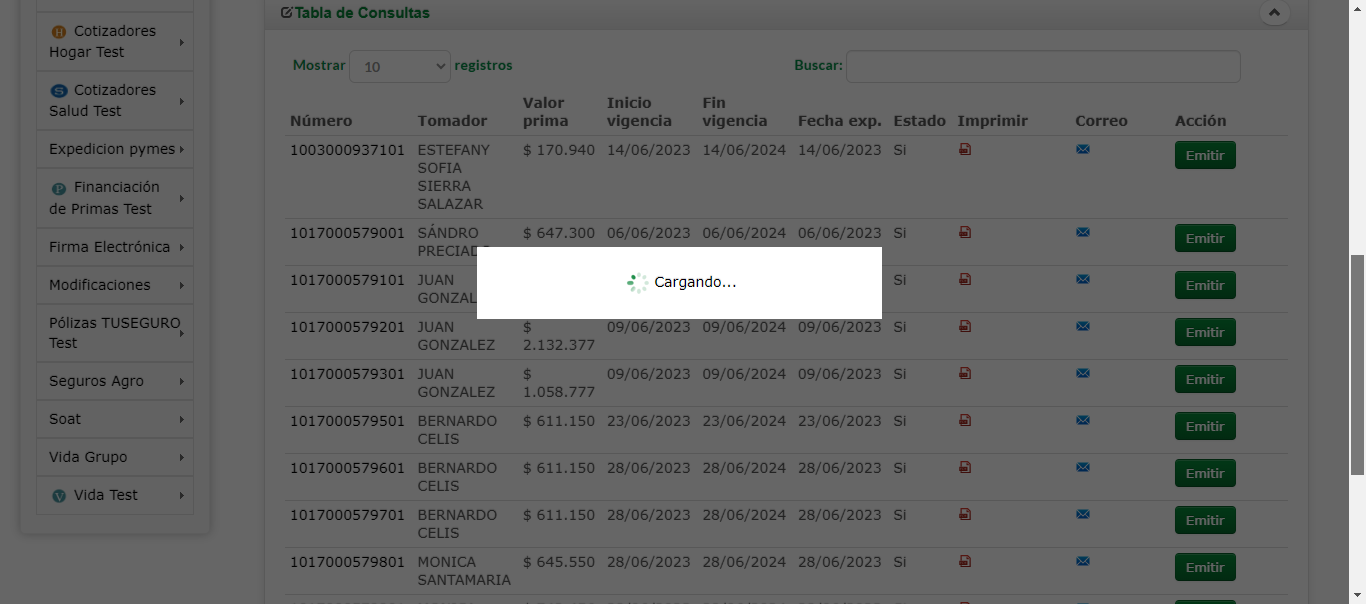 Cotizadores
Hogar Test
Cotizadores
Salud Test
Expedicion pymes
Financiación
de Primas Test
Firma Electrónica
Modificaciones
Pólizas TUSEGURO
Test
Seguros Agro
Soat
Vida Grupo
Vida Test
Tabla de Consultas
Mostrar 10 registros Buscar:
Valor Inicio Fin
Número Tomador prima vigencia vigencia Fecha exp. Estado Imprimir Correo Acción
1003000937101 ESTEFANY $ 170.940 14/06/2023 14/06/2024 14/06/2023 Si Emitir
SOFIA
SIERRA
SALAZAR
1017000579001 SÁNDRO $ 647.300 06/06/2023 06/06/2024 06/06/2023 Si Emitir
1017000579101 JUAN Si Emitir
Cargando...
1017000579201 JUAN $ 09/06/2023 09/06/2024 09/06/2023 Si Emitir
GONZALEZ 2.132.377
1017000579301 JUAN $ 09/06/2023 09/06/2024 09/06/2023 Si Emitir
GONZALEZ 1.058.777
1017000579501 BERNARDO $ 611.150 23/06/2023 23/06/2024 23/06/2023 Si Emitir
CELIS
1017000579601 BERNARDO $ 611.150 28/06/2023 28/06/2024 28/06/2023 Si Emitir
CELIS
1017000579701 BERNARDO $ 611.150 28/06/2023 28/06/2024 28/06/2023 Si Emitir
CELIS
1017000579801 MONICA $ 645.550 28/06/2023 28/06/2024 28/06/2023 Si Emitir
SANTAMARIA